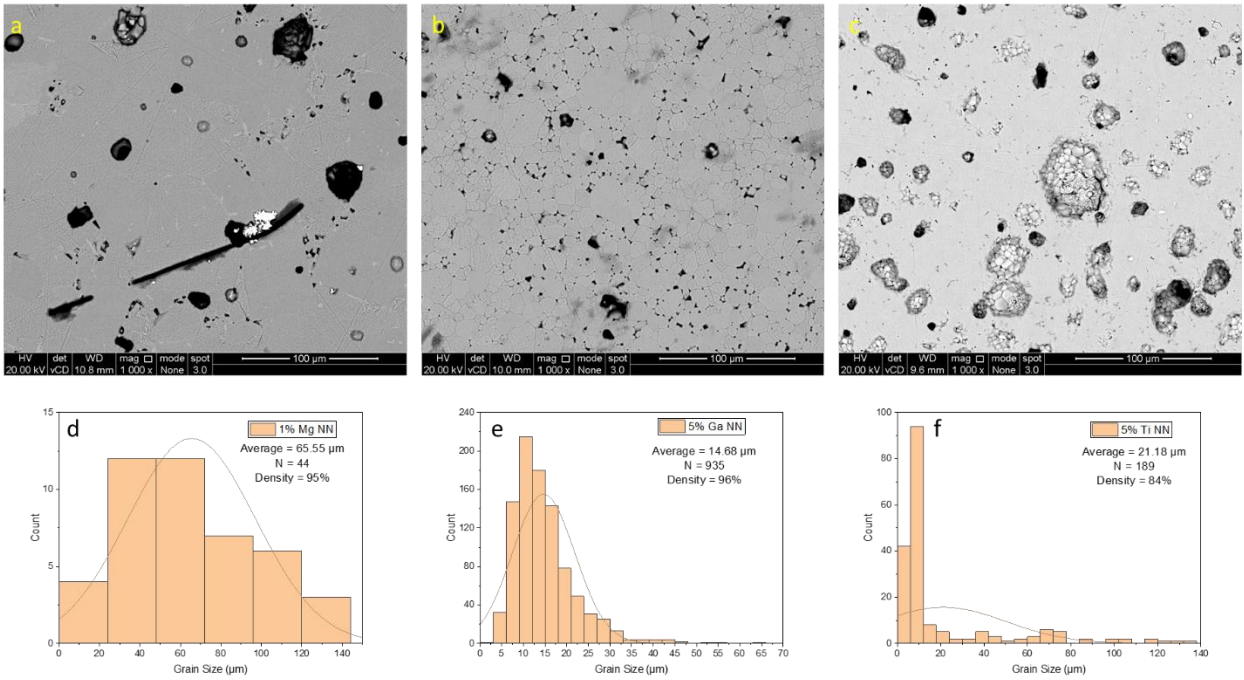 a
HV det WD mag □ mode spot 100 µm
20.00 kV vCD 10.8 mm 1 000 x None 3.0
b
HV det WD mag □ mode spot 100 µm
20.00 kV vCD 10.0 mm 1 000 x None 3.0
c
HV det WD mag □ mode spot 100 µm
20.00 kV vCD 9.6 mm 1 000 x None 3.0
d
1% Mg NN
Average = 65.55 µm
N = 44
Density = 95%
15
10
5
0
Count
0 20 40 60 80 100 120 140
Grain Size (µm)
e
5% Ga NN
Average = 14.68 µm
N = 935
Density = 96%
240
200
160
120
80
40
0
Count
0 5 10 15 20 25 30 35 40 45 50 55 60 65 70
Grain Size (µm)
f
5% Ti NN
Average = 21.18 µm
N = 189
Density = 84%
100
80
60
40
20
0
Count
0 20 40 60 80 100 120 140
Grain Size (µm)